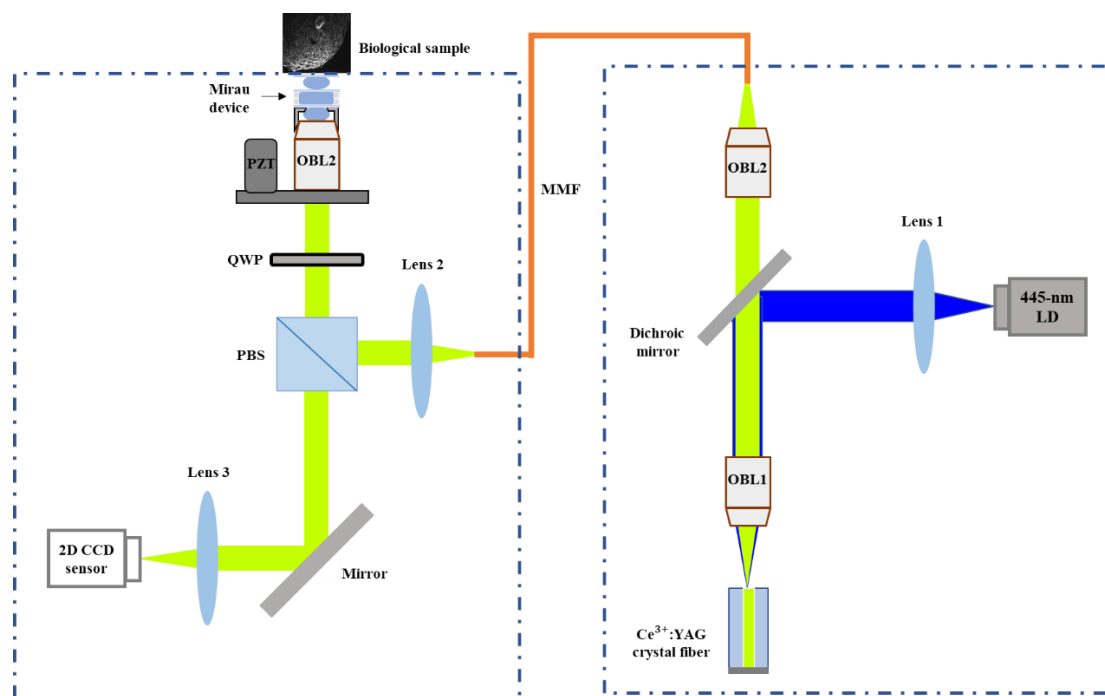 Biological sample
Mirau
device
OBL2
PZT
QWP
Lens 2
PBS
Lens 3
2D CCD
sensor
Mirror
MMF
OBL2
Lens 1
445-nm
LD
Dichroic
mirror
OBL1
Ce³⁺:YAG
crystal fiber